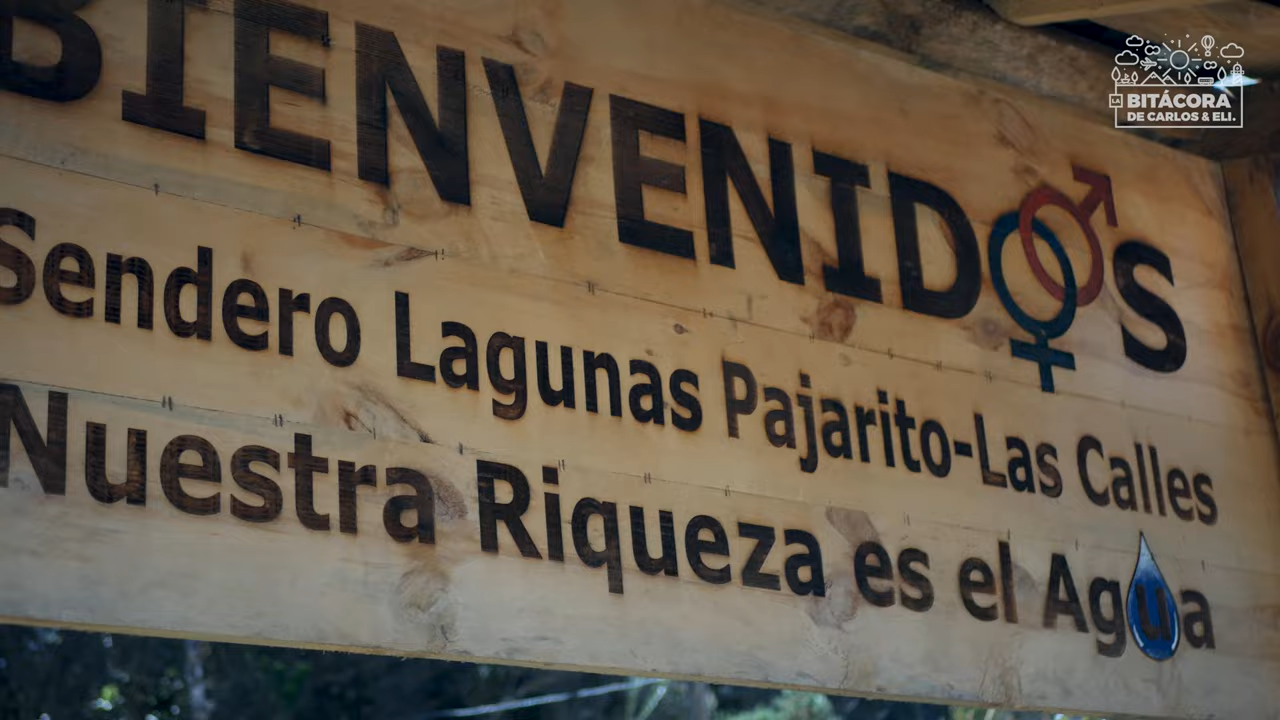 BIENVENIDOS
Sendero Lagunas Pajarito-Las Calles
Nuestra Riqueza es el Agua
LA BITÁCORA
DE CARLOS & ELI.